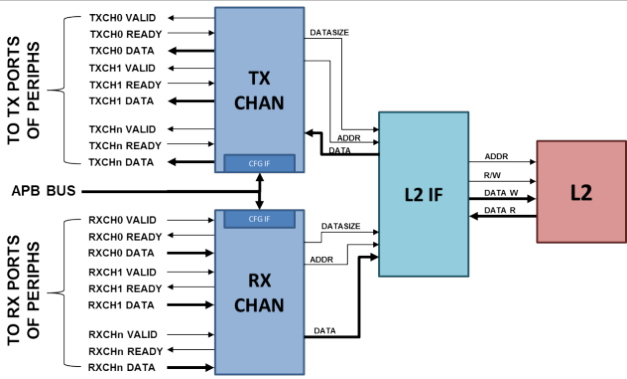 TO TX PORTS
OF PERIPHS
TXCH0 VALID
TXCH0 READY
TXCH0 DATA
TXCH1 VALID
TXCH1 READY
TXCH1 DATA
TXCHn VALID
TXCHn READY
TXCHn DATA
TX
CHAN
CFG IF
DATASIZE
ADDR
DATA
APB BUS
L2 IF
ADDR
R/W
DATA W
DATA R
L2
TO RX PORTS
OF PERIPHS
RXCH0 VALID
RXCH0 READY
RXCH0 DATA
RXCH1 VALID
RXCH1 READY
RXCH1 DATA
RXCHn VALID
RXCHn READY
RXCHn DATA
CFG IF
RX
CHAN
DATASIZE
ADDR
DATA